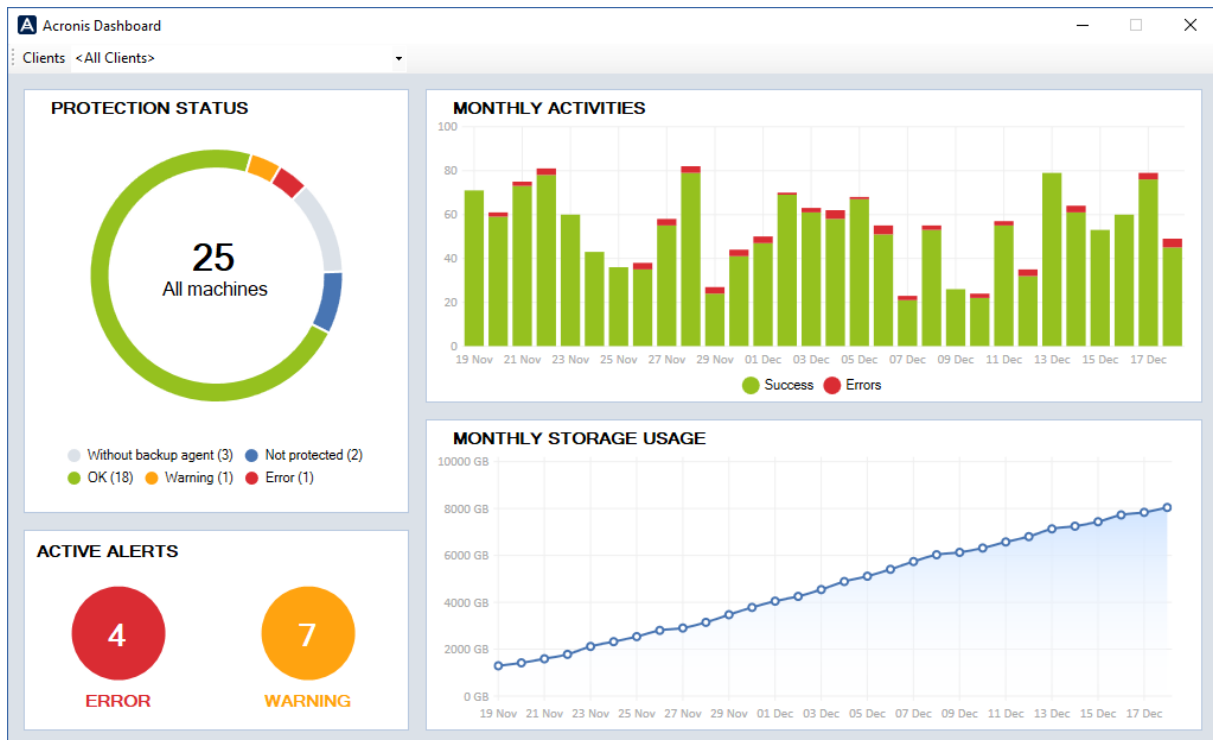 Acronis Dashboard
Clients <All Clients>
PROTECTION STATUS
25
All machines
Without backup agent (3) Not protected (2)
OK (18) Warning (1) Error (1)
ACTIVE ALERTS
4 7
ERROR WARNING
MONTHLY ACTIVITIES
100
80
60
40
20
0
19 Nov 21 Nov 23 Nov 25 Nov 27 Nov 29 Nov 01 Dec 03 Dec 05 Dec 07 Dec 09 Dec 11 Dec 13 Dec 15 Dec 17 Dec
Success Errors
MONTHLY STORAGE USAGE
10000 GB
8000 GB
6000 GB
4000 GB
2000 GB
0 GB
19 Nov 21 Nov 23 Nov 25 Nov 27 Nov 29 Nov 01 Dec 03 Dec 05 Dec 07 Dec 09 Dec 11 Dec 13 Dec 15 Dec 17 Dec